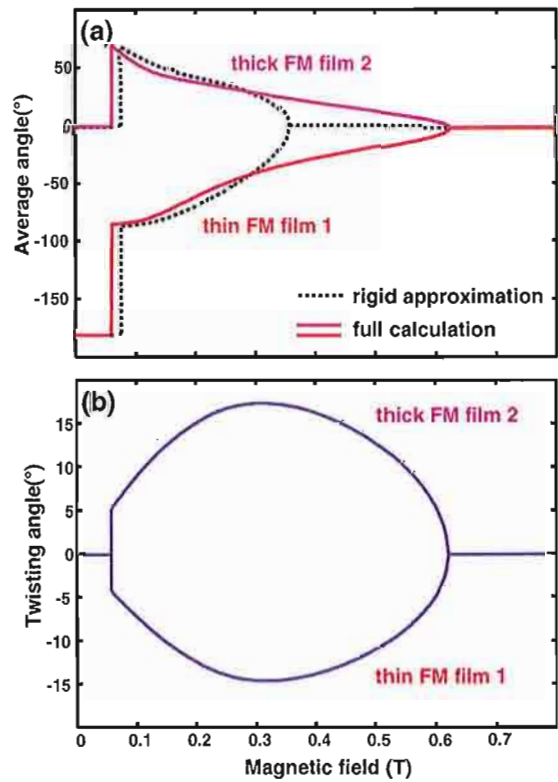 (a)
thick FM film 2
50
0
-50
-100
-150
Average angle(°)
thin FM film 1
rigid approximation
full calculation
(b)
thick FM film 2
15
10
5
0
-5
-10
-15
Twisting angle(°)
thin FM film 1
0 0.1 0.2 0.3 0.4 0.5 0.6 0.7
Magnetic field (T)